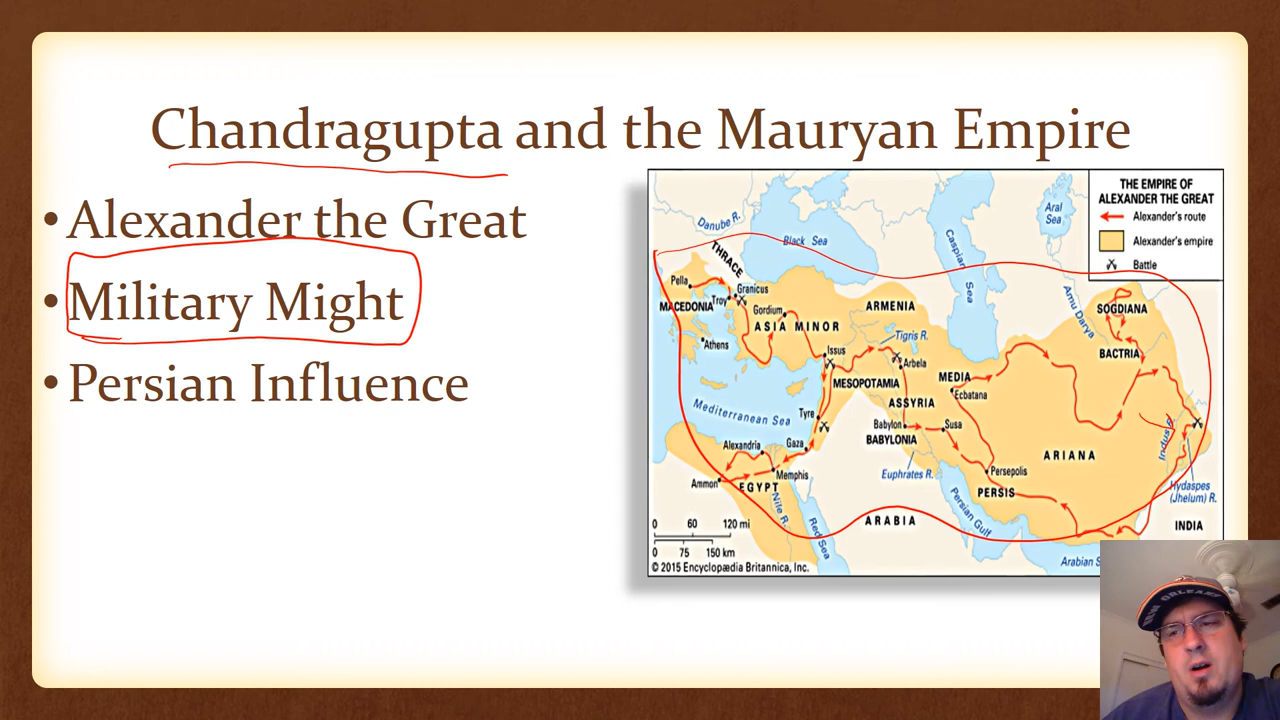 Chandragupta and the Mauryan Empire
• Alexander the Great
• Military Might
• Persian Influence
THE EMPIRE OF
ALEXANDER THE GREAT
Alexander's route
Alexander's empire
Battle
Danube R.
Black Sea
Caspian
Sea
Aral
Sea
THRACE
Pella
Granicus
MACEDONIA
Troy
Gordium
ARMENIA
Amu Darya
SOGDIANA
ASIA MINOR
Athens
Issus
Tigris R.
Arbela
BACTRIA
MESOPOTAMIA
MEDIA
Ecbatana
ASSYRIA
Mediterranean Sea
Tyre
Babylon
Susa
BABYLONIA
Indus R.
Alexandria
Gaza
ARIANA
Memphis
Euphrates R.
Persepolis
Ammon
EGYPT
PERSIS
Hydaspes
(Jhelum) R.
Nile R.
Red Sea
ARABIA
Persian Gulf
INDIA
0 60 120 mi
0 75 150 km
Arabian S
© 2015 Encyclopædia Britannica, Inc.
ORLEANS